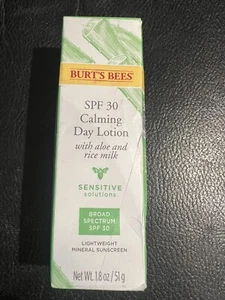 BURT'S BEES
SPF 30
Calming
Day Lotion
with aloe and
rice milk
SENSITIVE
solutions
BROAD
SPECTRUM
SPF 30
LIGHTWEIGHT
MINERAL SUNSCREEN
Net Wt. 1.8 oz / 51 g